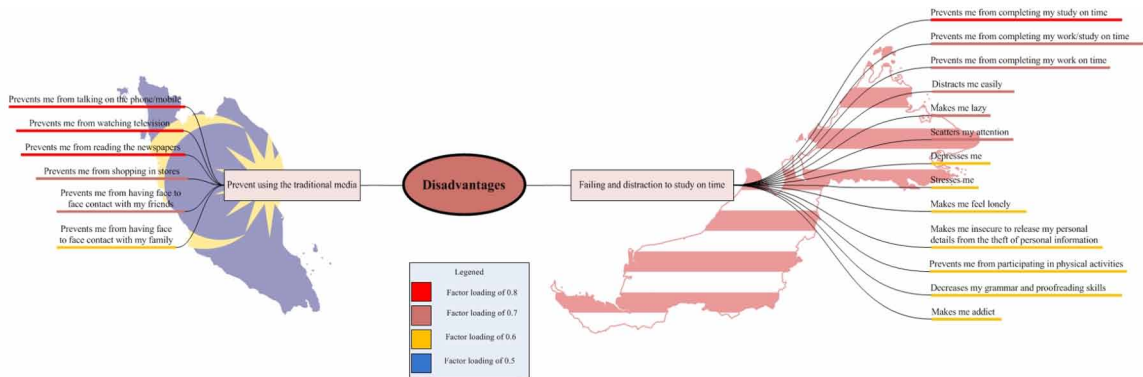 Prevents me from talking on the phone/mobile
Prevents me from watching television
Prevents me from reading the newspapers
Prevents me from shopping in stores
Prevents me from having face to
face contact with my friends
Prevents me from having face
to face contact with my family
Prevent using the traditional media
Disadvantages
Failing and distraction to study on time
Prevents me from completing my study on time
Prevents me from completing my work/study on time
Prevents me from completing my work on time
Distracts me easily
Makes me lazy
Scatters my attention
Depresses me
Stresses me
Makes me feel lonely
Makes me insecure to release my personal
details from the theft of personal information
Prevents me from participating in physical activities
Decreases my grammar and proofreading skills
Makes me addict
Legened
Factor loading of 0.8
Factor loading of 0.7
Factor loading of 0.6
Factor loading of 0.5